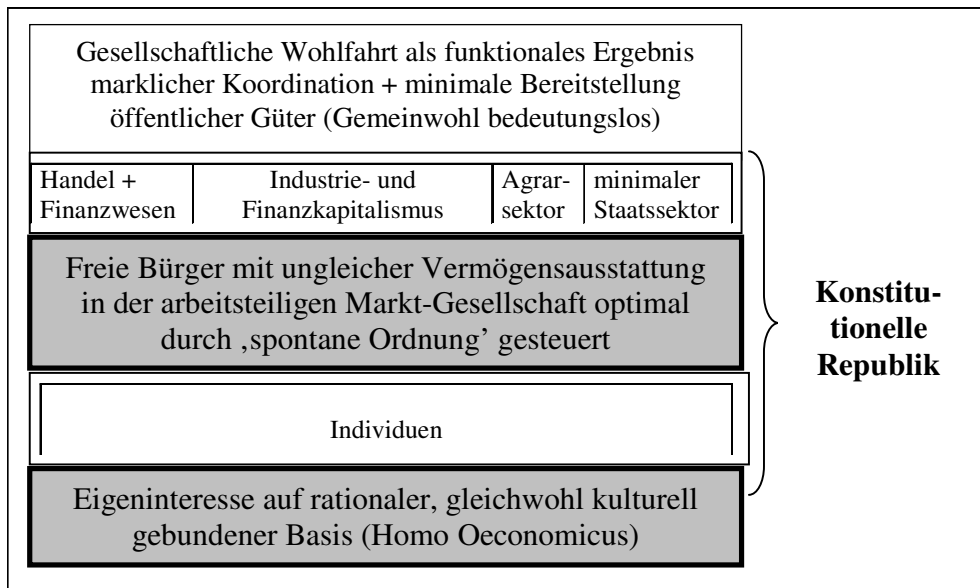 Gesellschaftliche Wohlfahrt als funktionales Ergebnis
marklicher Koordination + minimale Bereitstellung
öffentlicher Güter (Gemeinwohl bedeutungslos)
Handel +
Finanzwesen
Industrie- und
Finanzkapitalismus
Agrar-
sektor
minimaler
Staatssektor
Freie Bürger mit ungleicher Vermögensausstattung
in der arbeitsteiligen Markt-Gesellschaft optimal
durch ‚spontane Ordnung’ gesteuert
Individuen
Eigeninteresse auf rationaler, gleichwohl kulturell
gebundener Basis (Homo Oeconomicus)
Konstitu-
tionelle
Republik